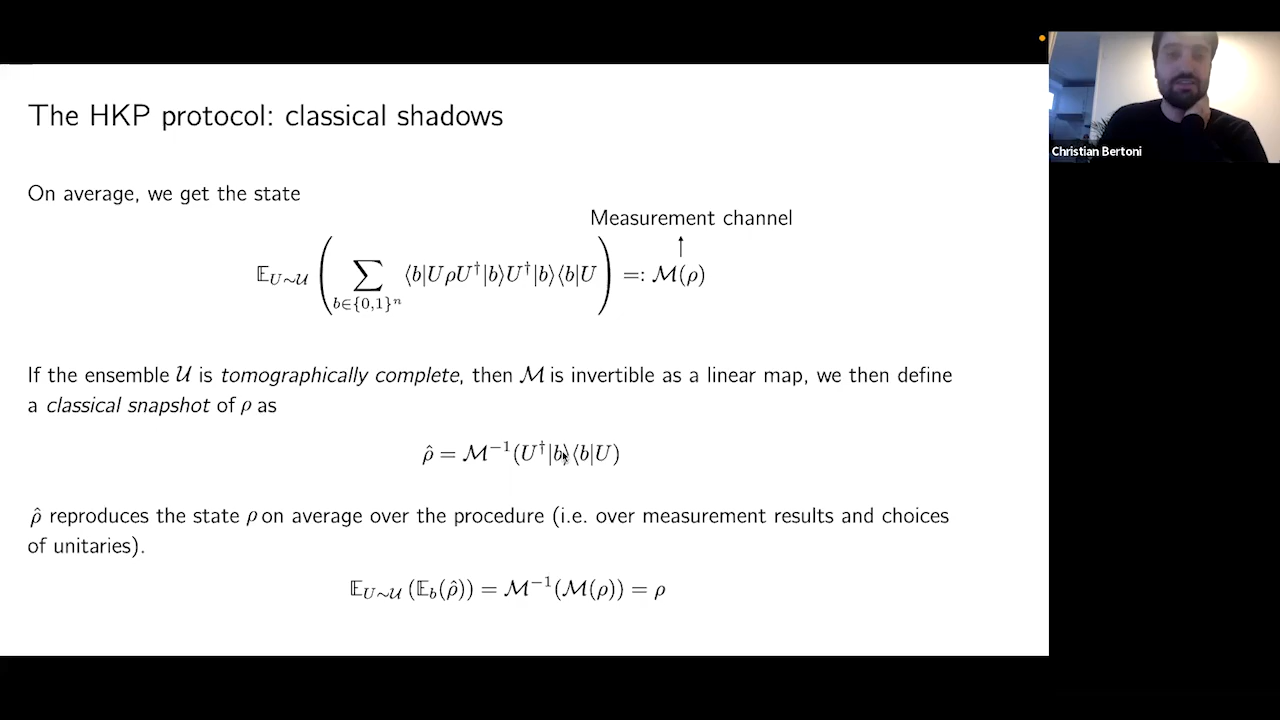 The HKP protocol: classical shadows
Christian Bertoni
On average, we get the state
Measurement channel
↑
𝔼_{U∼𝒰} ( ∑_{b∈{0,1}ⁿ} ⟨b|UρU†|b⟩U†|b⟩⟨b|U ) =: ℳ(ρ)
If the ensemble 𝒰 is tomographically complete, then ℳ is invertible as a linear map, we then define
a classical snapshot of ρ as
ρ̂ = ℳ⁻¹(U†|b⟩⟨b|U)
ρ̂ reproduces the state ρ on average over the procedure (i.e. over measurement results and choices
of unitaries).
𝔼_{U∼𝒰} (𝔼_b(ρ̂)) = ℳ⁻¹(ℳ(ρ)) = ρ